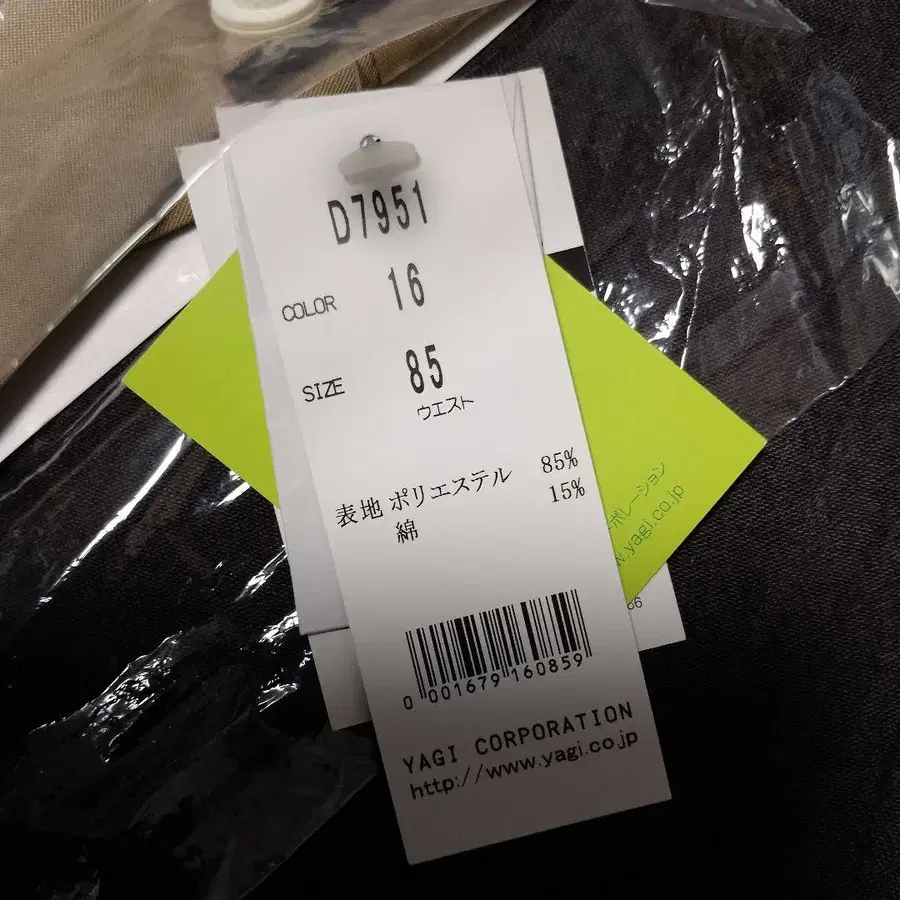 D7951
COLOR 16
SIZE 85
ウエスト
表地 ポリエステル 85%
綿 15%
0 001679 160859
YAGI CORPORATION
http://www.yagi.co.jp
ポレーション
w.yagi.co.jp
66